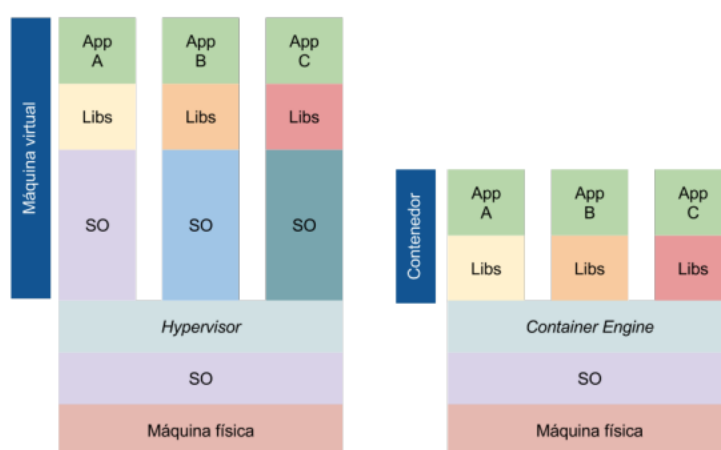 Máquina virtual
App
A
App
B
App
C
Libs
Libs
Libs
SO
SO
SO
Hypervisor
SO
Máquina física
Contenedor
App
A
App
B
App
C
Libs
Libs
Libs
Container Engine
SO
Máquina física